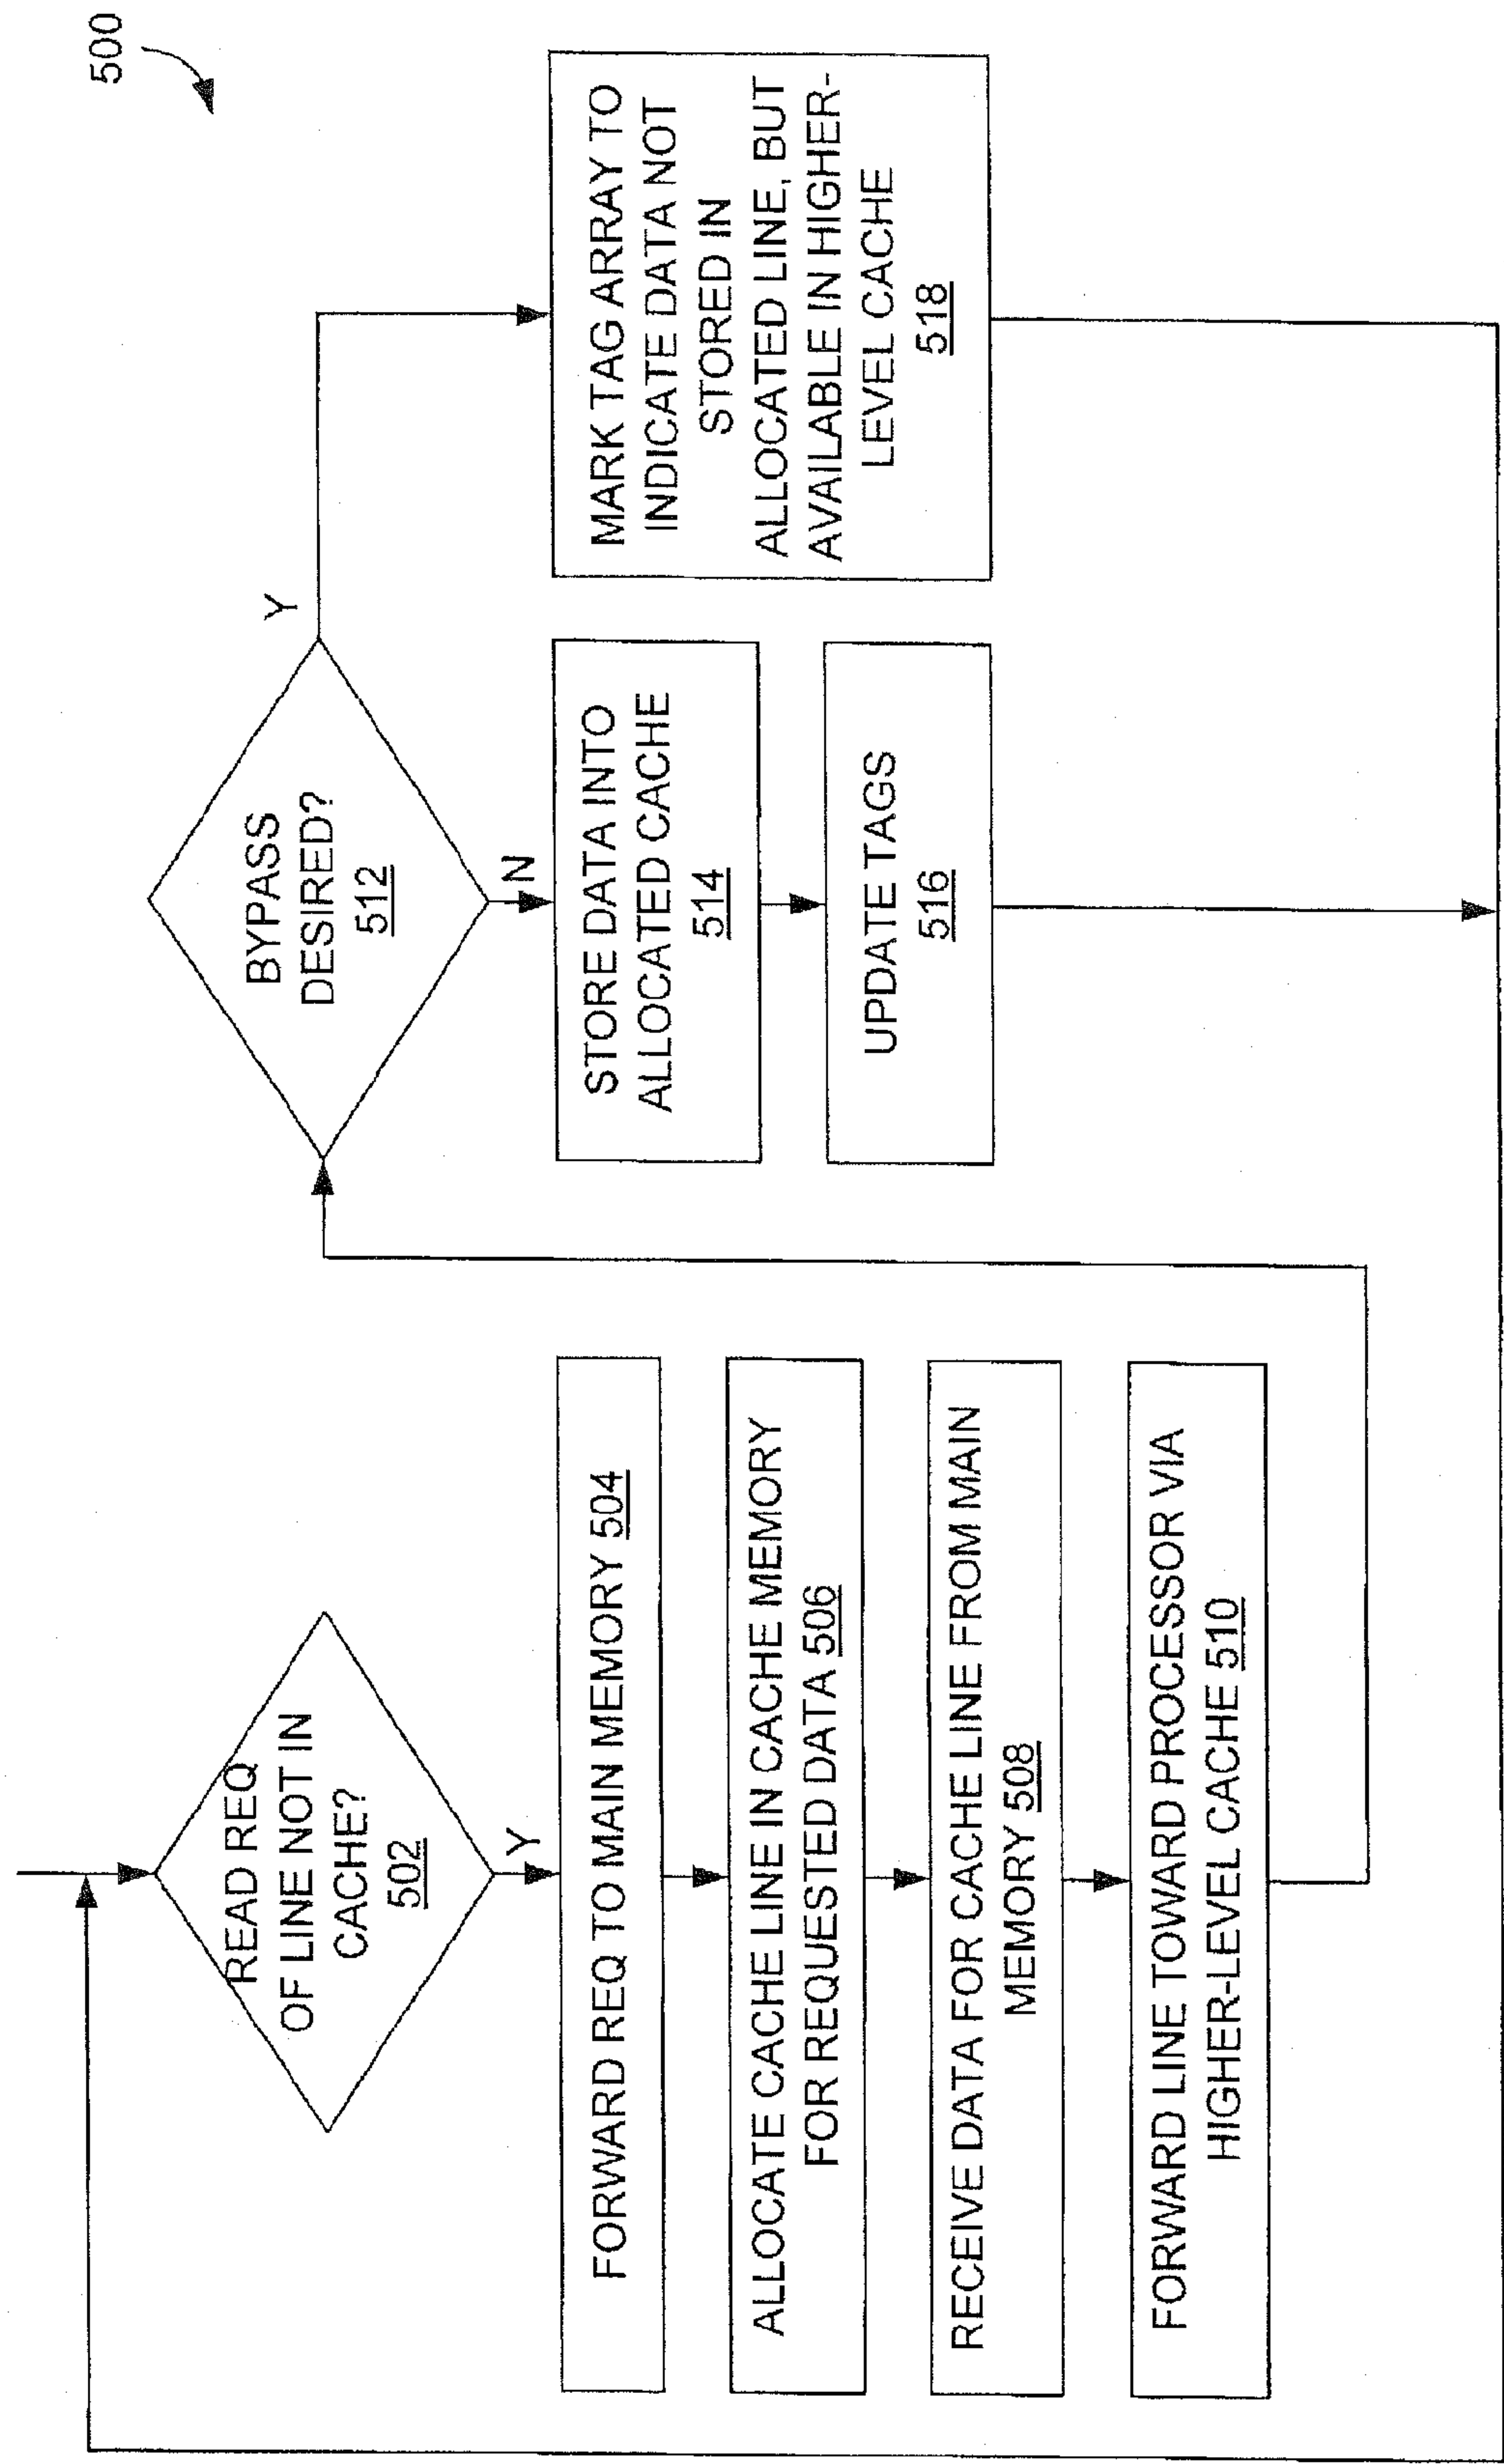 500
READ REQ
OF LINE NOT IN
CACHE?
502
Y
FORWARD REQ TO MAIN MEMORY 504
ALLOCATE CACHE LINE IN CACHE MEMORY
FOR REQUESTED DATA 506
RECEIVE DATA FOR CACHE LINE FROM MAIN
MEMORY 508
FORWARD LINE TOWARD PROCESSOR VIA
HIGHER-LEVEL CACHE 510
BYPASS
DESIRED?
512
Y
N
STORE DATA INTO
ALLOCATED CACHE
514
UPDATE TAGS
516
MARK TAG ARRAY TO
INDICATE DATA NOT
STORED IN
ALLOCATED LINE, BUT
AVAILABLE IN HIGHER-
LEVEL CACHE
518